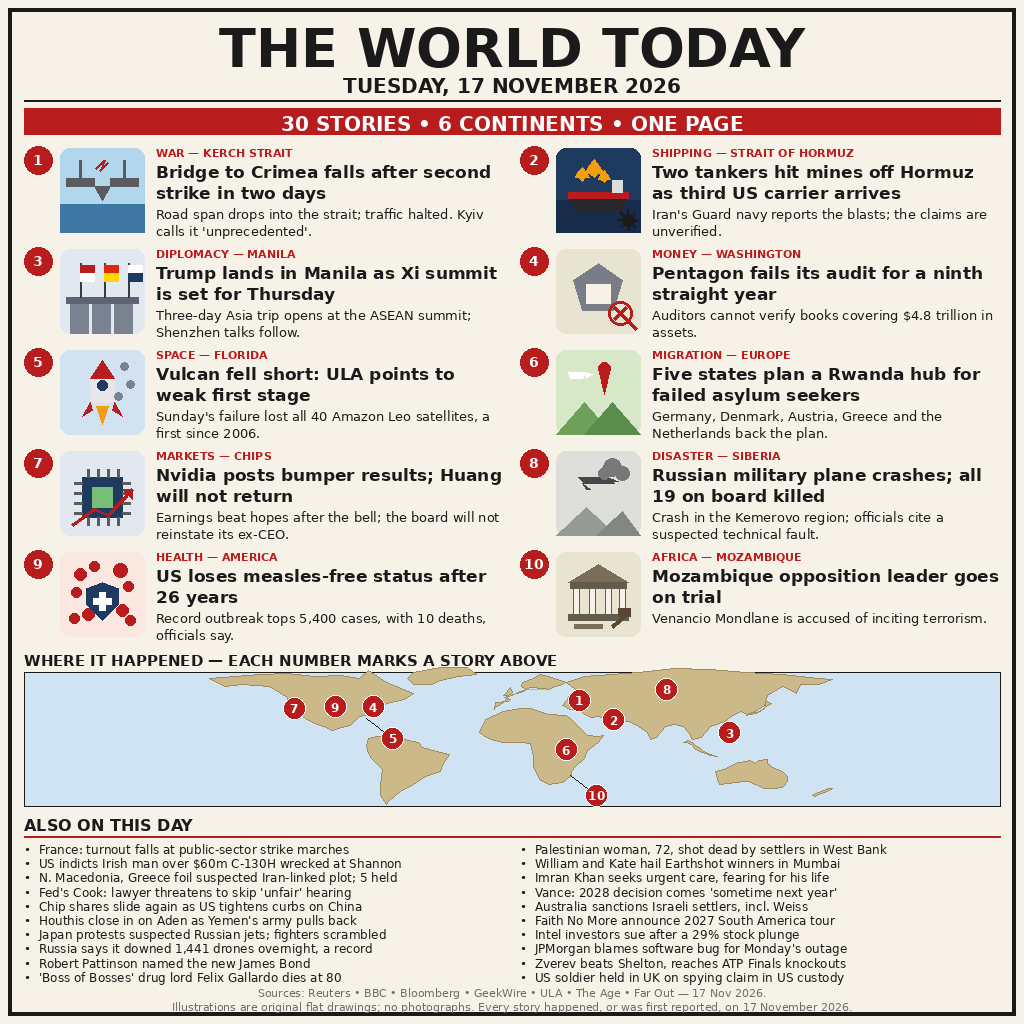 THE WORLD TODAY
TUESDAY, 17 NOVEMBER 2026
30 STORIES • 6 CONTINENTS • ONE PAGE
1
WAR — KERCH STRAIT
Bridge to Crimea falls after second
strike in two days
Road span drops into the strait; traffic halted. Kyiv
calls it 'unprecedented'.
2
SHIPPING — STRAIT OF HORMUZ
Two tankers hit mines off Hormuz
as third US carrier arrives
Iran's Guard navy reports the blasts; the claims are
unverified.
3
DIPLOMACY — MANILA
Trump lands in Manila as Xi summit
is set for Thursday
Three-day Asia trip opens at the ASEAN summit;
Shenzhen talks follow.
4
MONEY — WASHINGTON
Pentagon fails its audit for a ninth
straight year
Auditors cannot verify books covering $4.8 trillion in
assets.
5
SPACE — FLORIDA
Vulcan fell short: ULA points to
weak first stage
Sunday's failure lost all 40 Amazon Leo satellites, a
first since 2006.
6
MIGRATION — EUROPE
Five states plan a Rwanda hub for
failed asylum seekers
Germany, Denmark, Austria, Greece and the
Netherlands back the plan.
7
MARKETS — CHIPS
Nvidia posts bumper results; Huang
will not return
Earnings beat hopes after the bell; the board will not
reinstate its ex-CEO.
8
DISASTER — SIBERIA
Russian military plane crashes; all
19 on board killed
Crash in the Kemerovo region; officials cite a
suspected technical fault.
9
HEALTH — AMERICA
US loses measles-free status after
26 years
Record outbreak tops 5,400 cases, with 10 deaths,
officials say.
10
AFRICA — MOZAMBIQUE
Mozambique opposition leader goes
on trial
Venancio Mondlane is accused of inciting terrorism.
WHERE IT HAPPENED — EACH NUMBER MARKS A STORY ABOVE
7
9
4
5
1
2
8
3
6
10
ALSO ON THIS DAY
• France: turnout falls at public-sector strike marches
• US indicts Irish man over $60m C-130H wrecked at Shannon
• N. Macedonia, Greece foil suspected Iran-linked plot; 5 held
• Fed's Cook: lawyer threatens to skip 'unfair' hearing
• Chip shares slide again as US tightens curbs on China
• Houthis close in on Aden as Yemen's army pulls back
• Japan protests suspected Russian jets; fighters scrambled
• Russia says it downed 1,441 drones overnight, a record
• Robert Pattinson named the new James Bond
• 'Boss of Bosses' drug lord Felix Gallardo dies at 80
• Palestinian woman, 72, shot dead by settlers in West Bank
• William and Kate hail Earthshot winners in Mumbai
• Imran Khan seeks urgent care, fearing for his life
• Vance: 2028 decision comes 'sometime next year'
• Australia sanctions Israeli settlers, incl. Weiss
• Faith No More announce 2027 South America tour
• Intel investors sue after a 29% stock plunge
• JPMorgan blames software bug for Monday's outage
• Zverev beats Shelton, reaches ATP Finals knockouts
• US soldier held in UK on spying claim in US custody
Sources: Reuters • BBC • Bloomberg • GeekWire • ULA • The Age • Far Out — 17 Nov 2026.
Illustrations are original flat drawings; no photographs. Every story happened, or was first reported, on 17 November 2026.